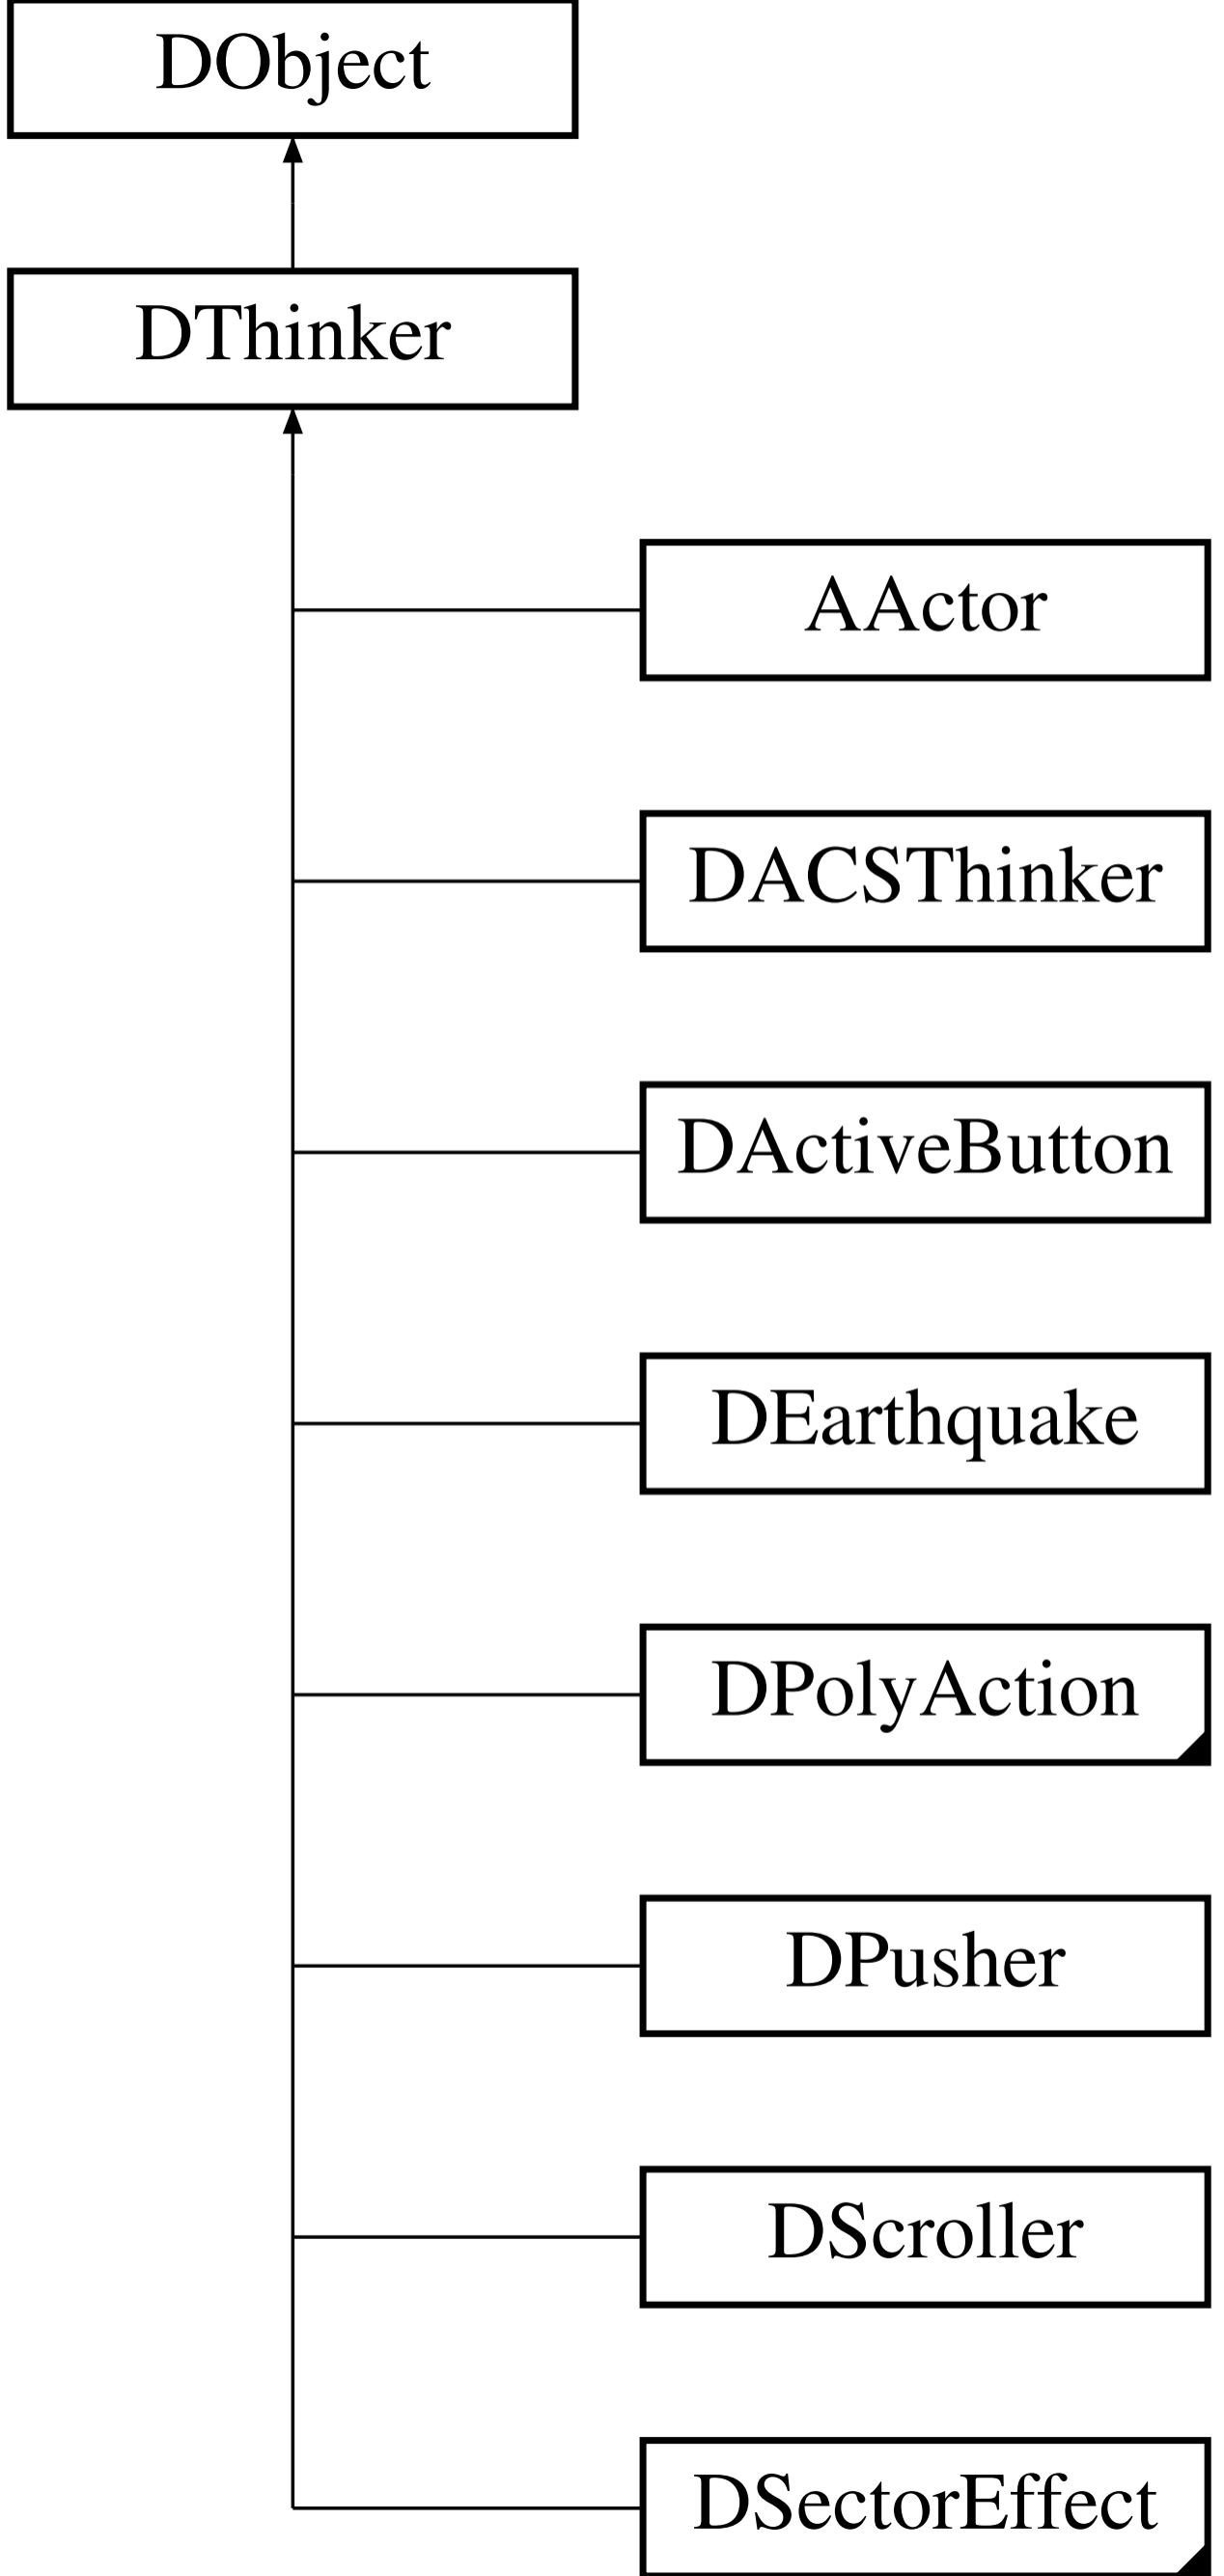 DObject
DThinker
AActor
DACSThinker
DActiveButton
DEarthquake
DPolyAction
DPusher
DScroller
DSectorEffect